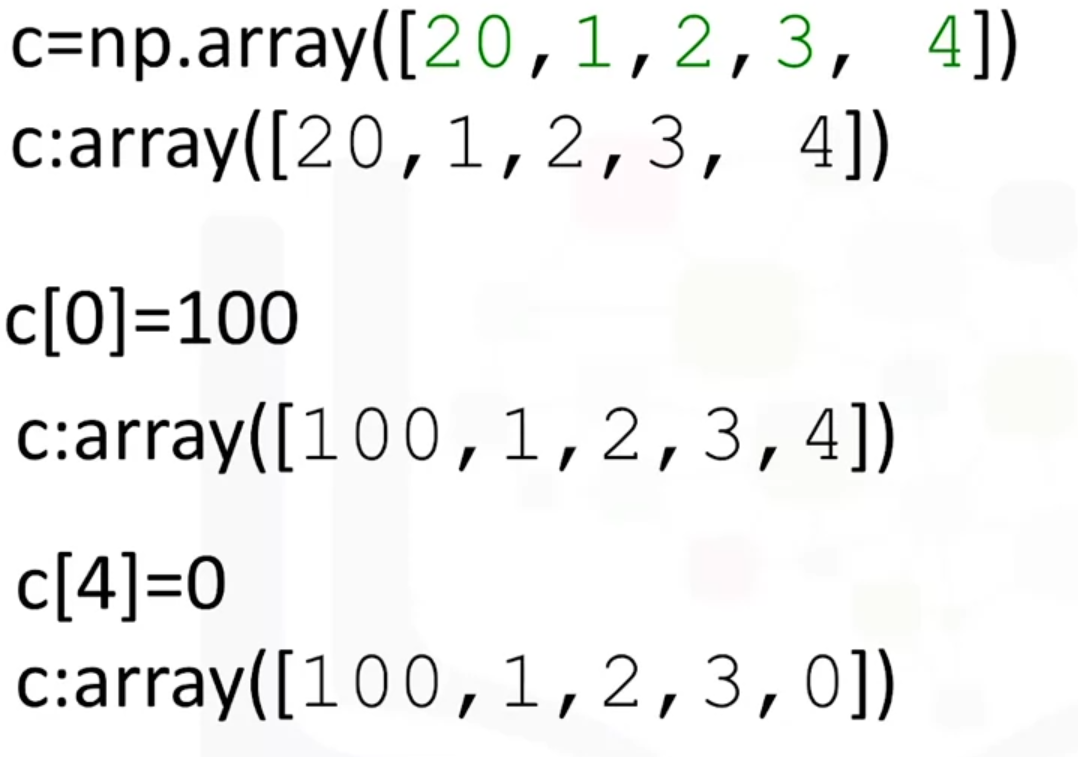 c=np.array([20,1,2,3, 4])
c:array([20,1,2,3, 4])
c[0]=100
c:array([100,1,2,3,4])
c[4]=0
c:array([100,1,2,3,0])